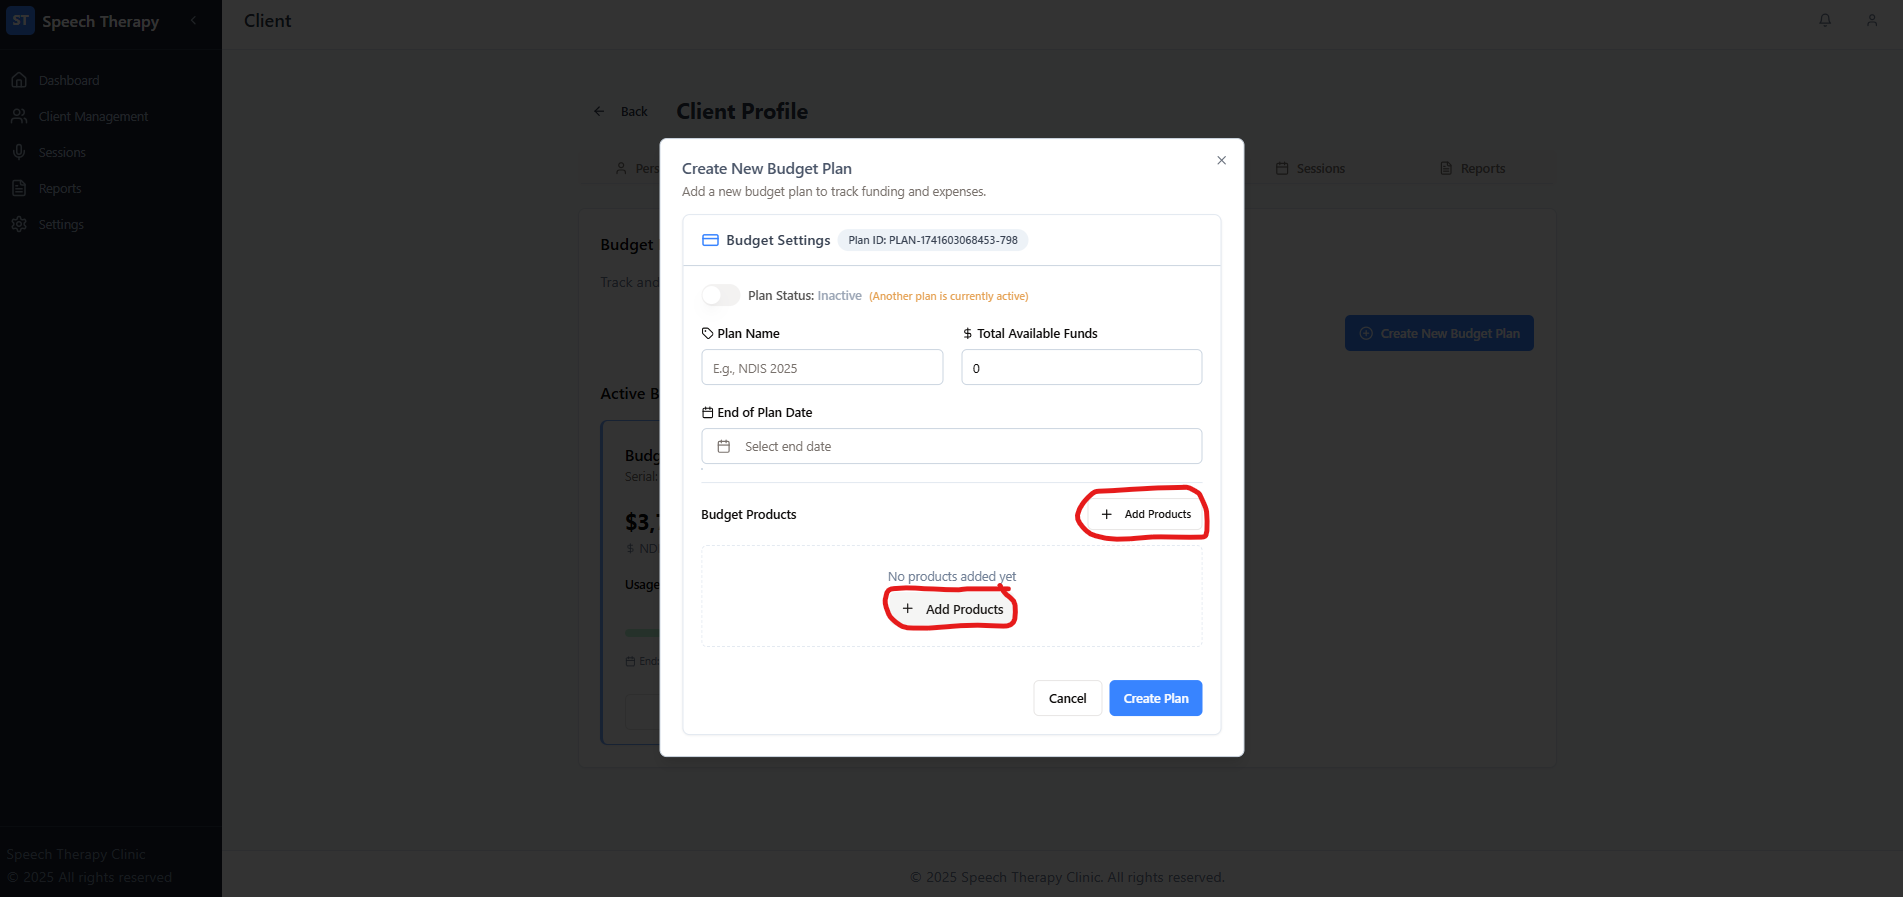 ST Speech Therapy
Client
Dashboard
Client Management
Sessions
Reports
Settings
Back
Client Profile
Pers
Sessions
Reports
Budget
Track and
Create New Budget Plan
Active B
Budg
Serial:
$3,
$ NDI
Usage
End:
Create New Budget Plan
Add a new budget plan to track funding and expenses.
Budget Settings
Plan ID: PLAN-1741603068453-798
Plan Status: Inactive (Another plan is currently active)
Plan Name
$ Total Available Funds
E.g., NDIS 2025
0
End of Plan Date
Select end date
Budget Products
+ Add Products
No products added yet
+ Add Products
Cancel
Create Plan
Speech Therapy Clinic
© 2025 All rights reserved
© 2025 Speech Therapy Clinic. All rights reserved.